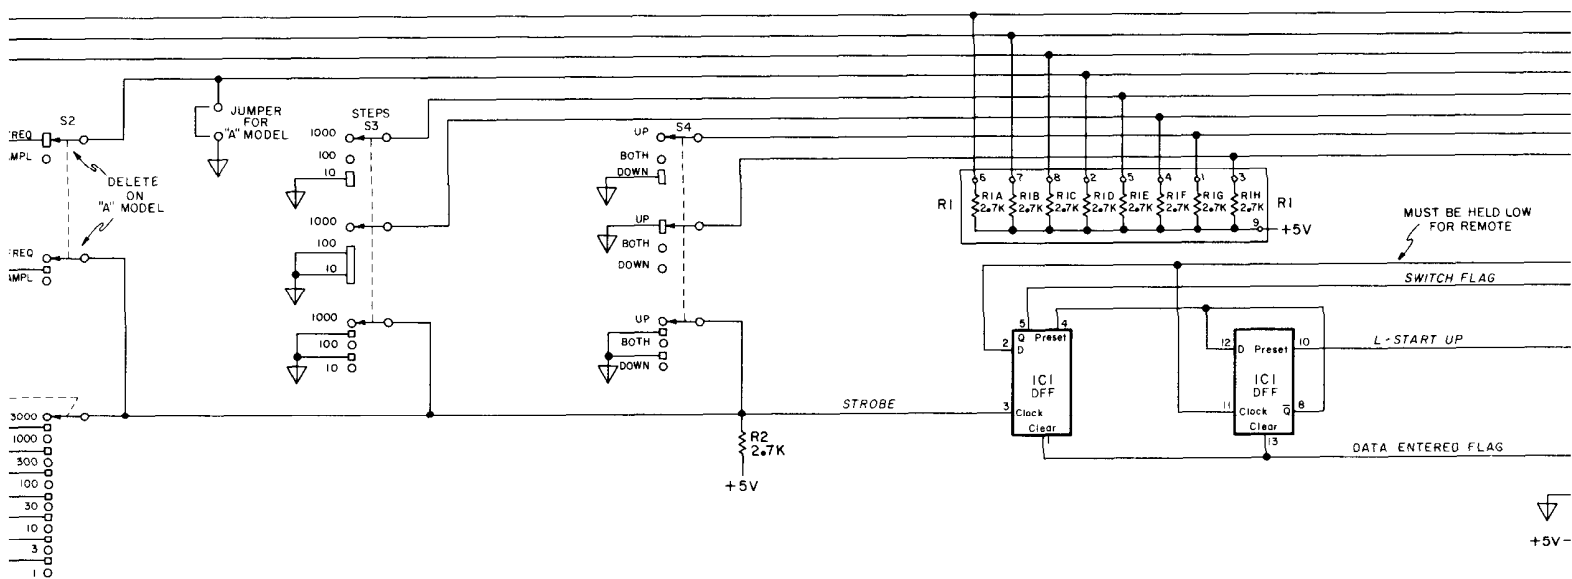 S2
FREQ
AMPL
DELETE
ON
"A" MODEL
FREQ
AMPL
3000
1000
300
100
30
10
3
1
JUMPER
FOR
"A" MODEL
STEPS
S3
1000
100
10
1000
100
10
1000
100
10
S4
UP
BOTH
DOWN
UP
BOTH
DOWN
UP
BOTH
DOWN
R2
2.7K
+5V
STROBE
6 7 8 2 5 4 1 3
R1 R1A R1B R1C R1D R1E R1F R1G R1H R1
2.7K 2.7K 2.7K 2.7K 2.7K 2.7K 2.7K 2.7K
9 +5V
MUST BE HELD LOW
FOR REMOTE
SWITCH FLAG
5 4
Q Preset
2 D
IC1
DFF
3 Clock
Clear
1
12 D Preset 10
IC1
DFF
11 Clock Q̅ 8
Clear
13
L-START UP
DATA ENTERED FLAG
+5V-